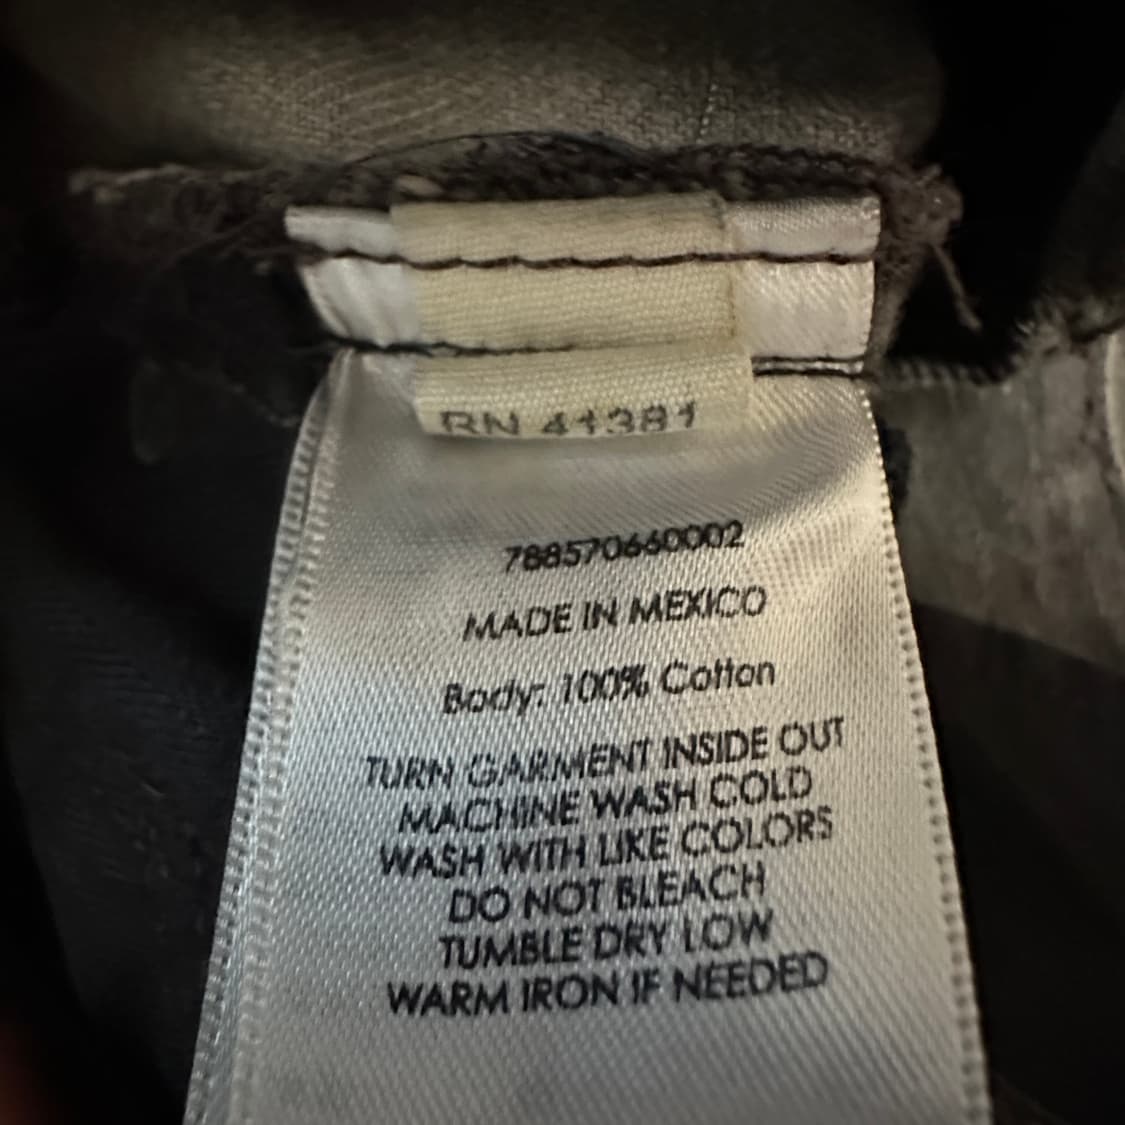 RN 41381
788570660002
MADE IN MEXICO
Body: 100% Cotton
TURN GARMENT INSIDE OUT
MACHINE WASH COLD
WASH WITH LIKE COLORS
DO NOT BLEACH
TUMBLE DRY LOW
WARM IRON IF NEEDED